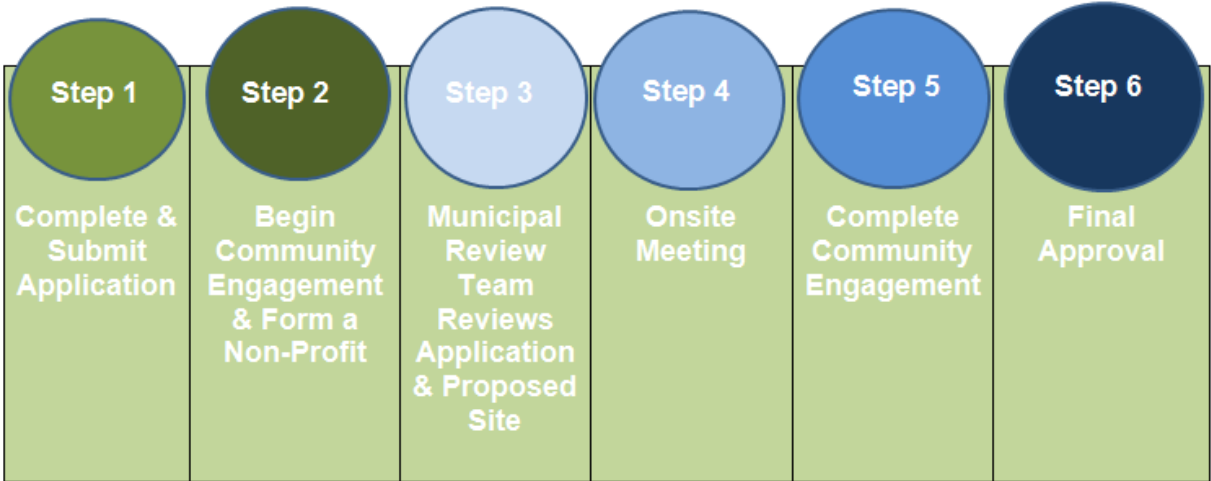 Step 1
Complete &
Submit
Application
Step 2
Begin
Community
Engagement
& Form a
Non-Profit
Step 3
Municipal
Review
Team
Reviews
Application
& Proposed
Site
Step 4
Onsite
Meeting
Step 5
Complete
Community
Engagement
Step 6
Final
Approval